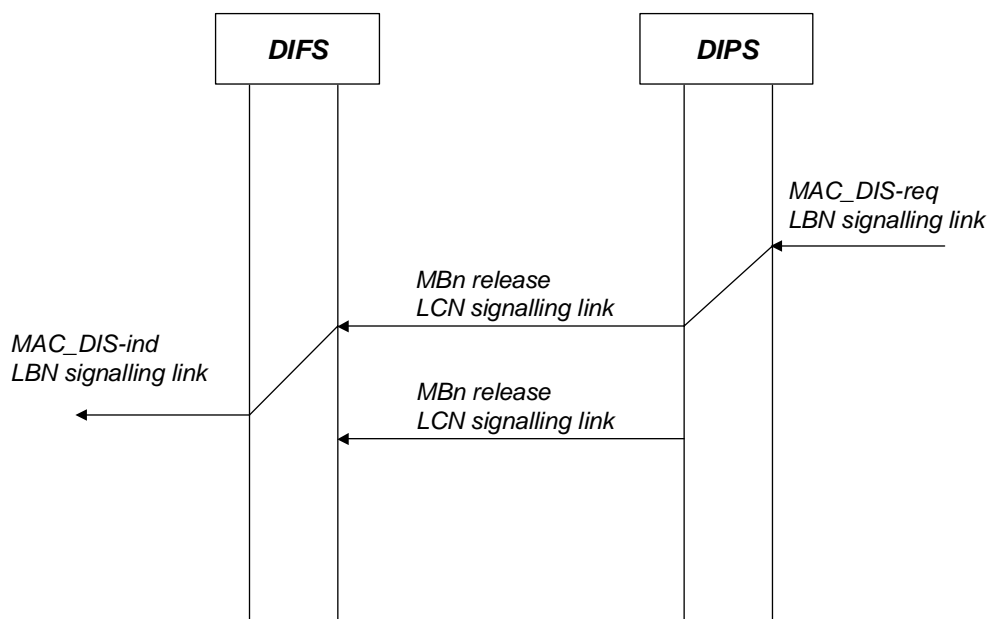 DIFS
DIPS
MAC_DIS-req
LBN signalling link
MBn release
LCN signalling link
MAC_DIS-ind
LBN signalling link
MBn release
LCN signalling link